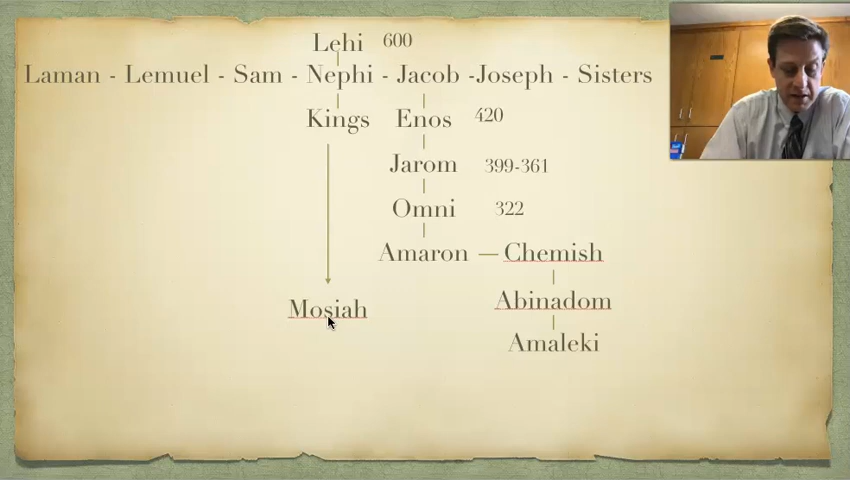 Lehi 600
Laman - Lemuel - Sam - Nephi - Jacob -Joseph - Sisters
Kings Enos 420
Jarom 399-361
Omni 322
Amaron — Chemish
Mosiah Abinadom
Amaleki